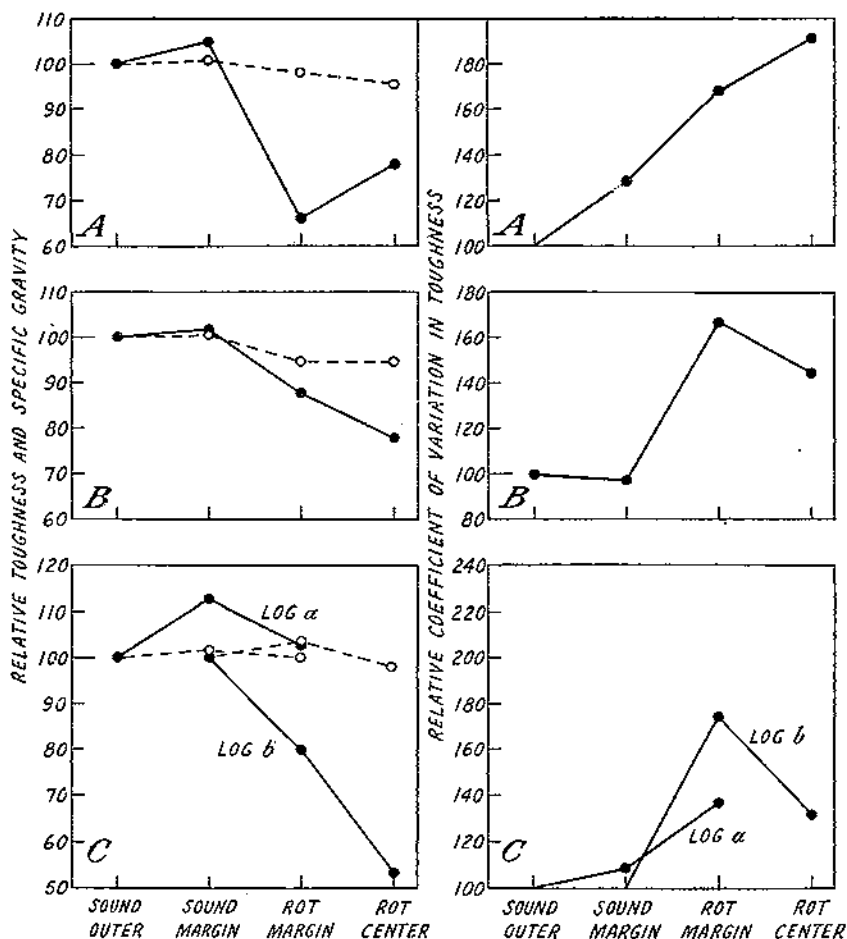 RELATIVE TOUGHNESS AND SPECIFIC GRAVITY
110
100
90
80
70
60
A
110
100
90
80
70
60
B
120
110
100
90
80
70
60
50
LOG a
LOG b
C
SOUND OUTER
SOUND MARGIN
ROT MARGIN
ROT CENTER
RELATIVE COEFFICIENT OF VARIATION IN TOUGHNESS
180
160
140
120
100
A
180
160
140
120
100
80
B
240
220
200
180
160
140
120
100
LOG b
LOG a
C
SOUND OUTER
SOUND MARGIN
ROT MARGIN
ROT CENTER